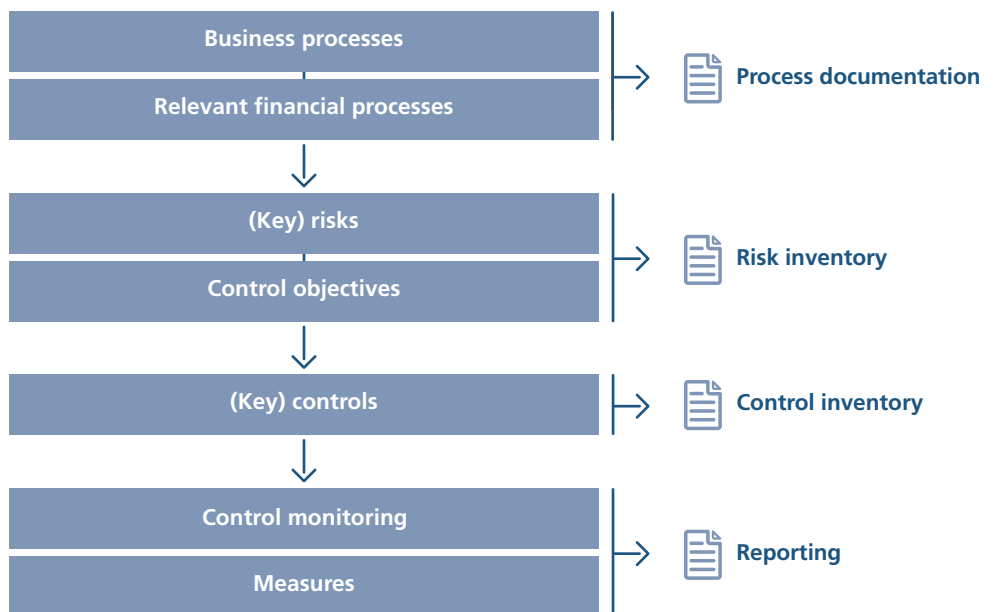 Business processes
Process documentation
Relevant financial processes
(Key) risks
Risk inventory
Control objectives
(Key) controls
Control inventory
Control monitoring
Reporting
Measures